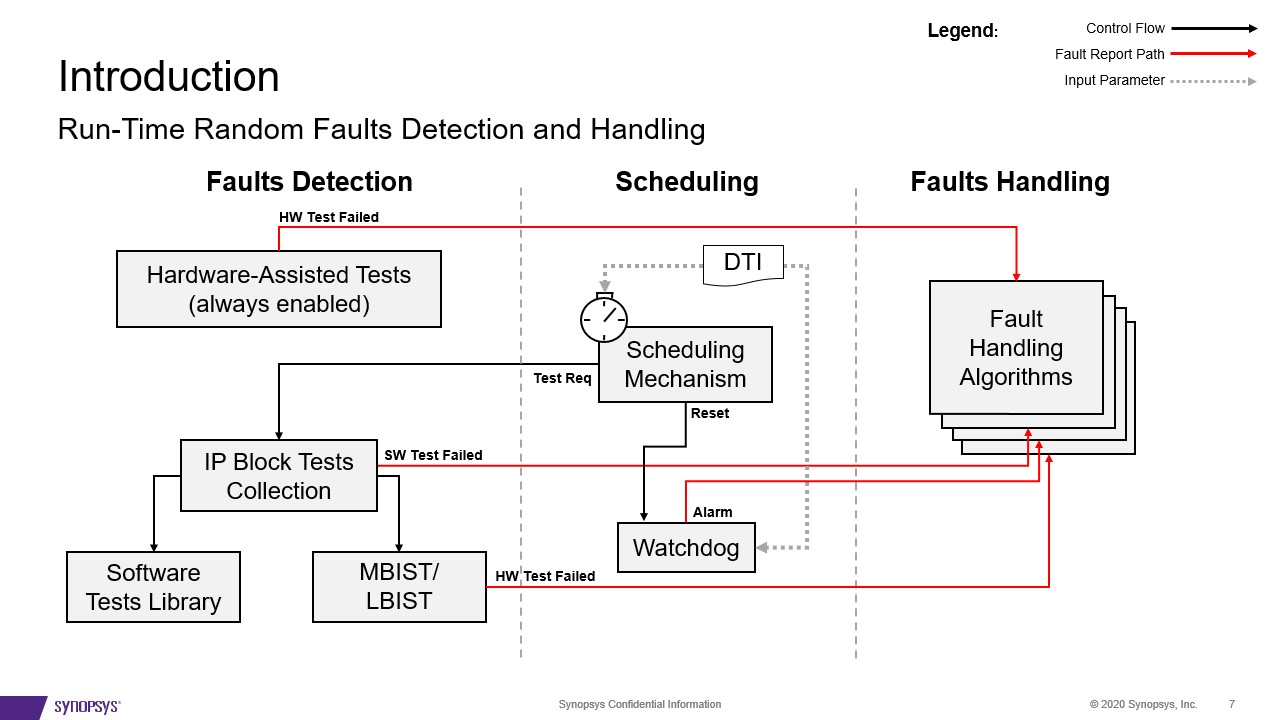 Legend:
Control Flow
Fault Report Path
Input Parameter
Introduction
Run-Time Random Faults Detection and Handling
Faults Detection
Scheduling
Faults Handling
HW Test Failed
Hardware-Assisted Tests
(always enabled)
DTI
Scheduling
Mechanism
Fault
Handling
Algorithms
Test Req
Reset
IP Block Tests
Collection
SW Test Failed
Alarm
Watchdog
Software
Tests Library
MBIST/
LBIST
HW Test Failed
SYNOPSYS®
Synopsys Confidential Information
© 2020 Synopsys, Inc.
7